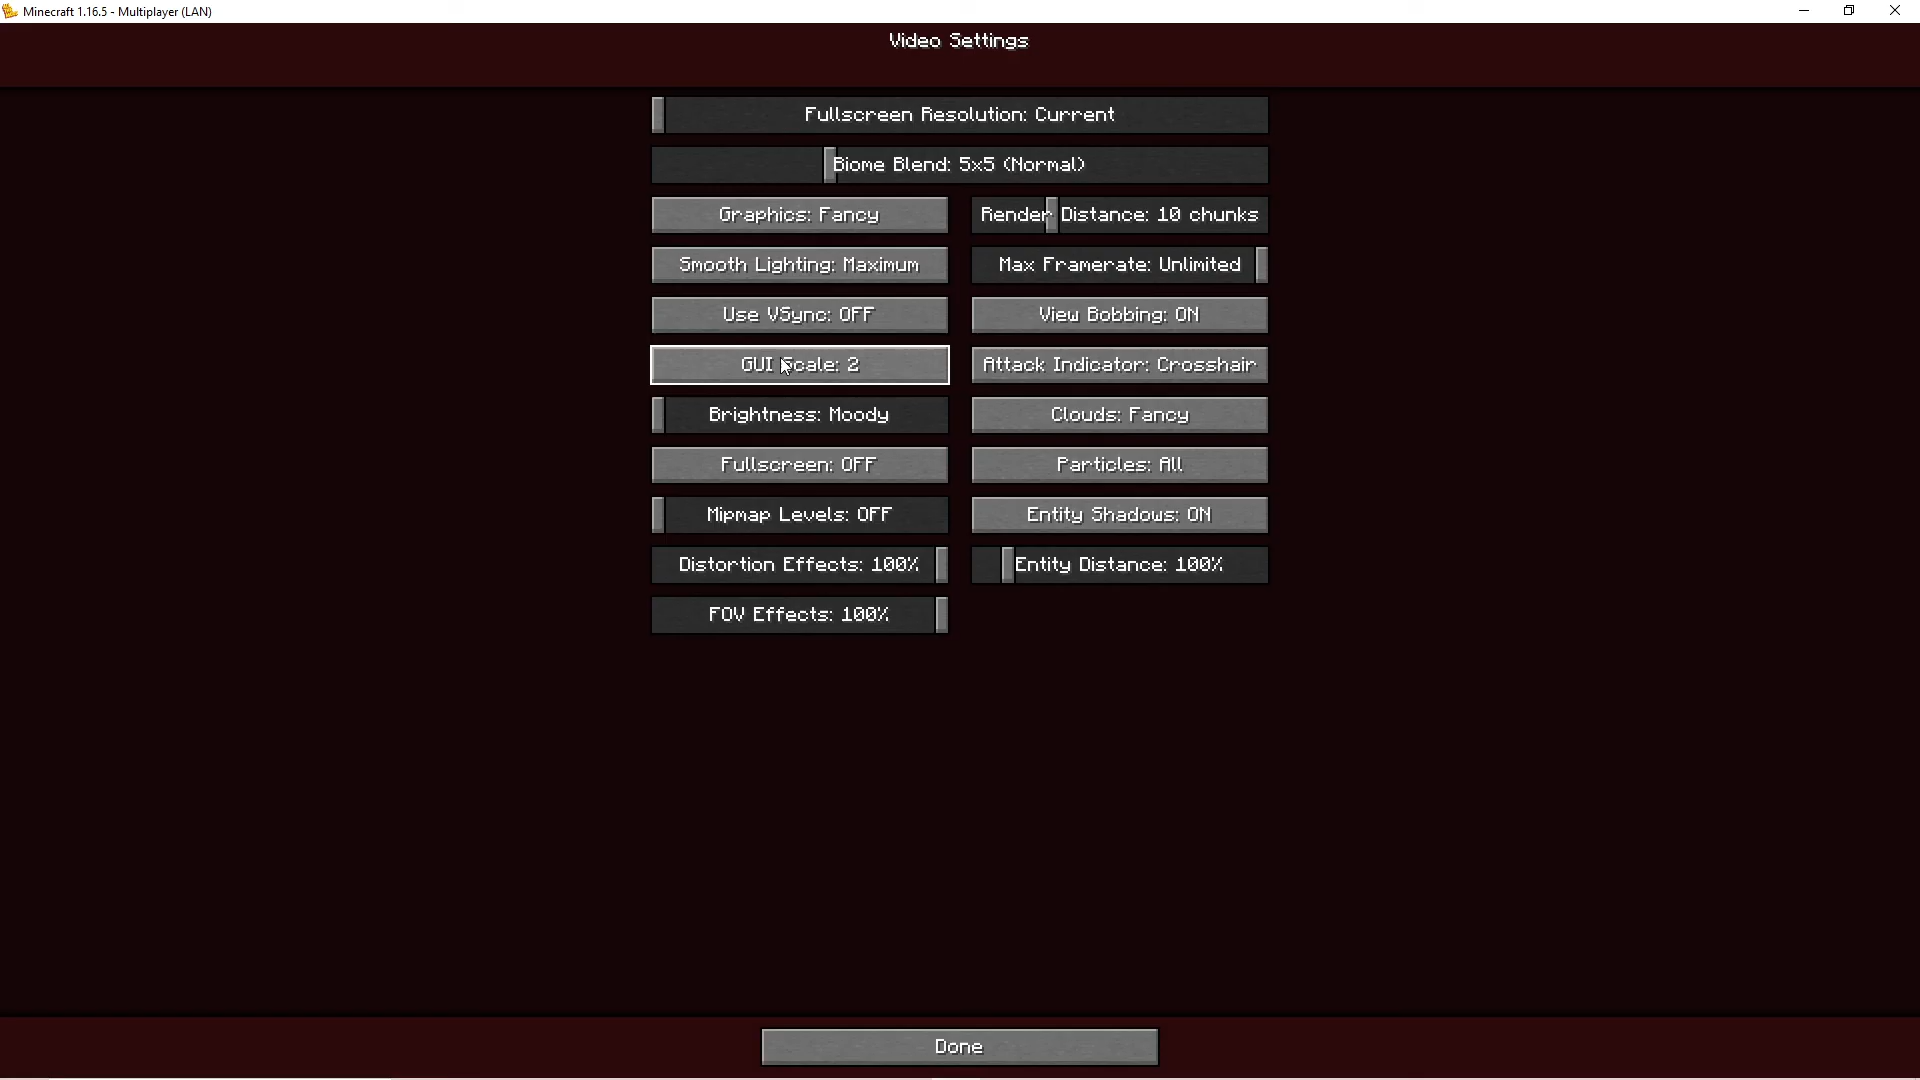 Minecraft 1.16.5 - Multiplayer (LAN)
Video Settings
Fullscreen Resolution: Current
Biome Blend: 5x5 (Normal)
Graphics: Fancy
Render Distance: 10 chunks
Smooth Lighting: Maximum
Max Framerate: Unlimited
Use VSync: OFF
View Bobbing: ON
GUI Scale: 2
Attack Indicator: Crosshair
Brightness: Moody
Clouds: Fancy
Fullscreen: OFF
Particles: All
Mipmap Levels: OFF
Entity Shadows: ON
Distortion Effects: 100%
Entity Distance: 100%
FOV Effects: 100%
Done